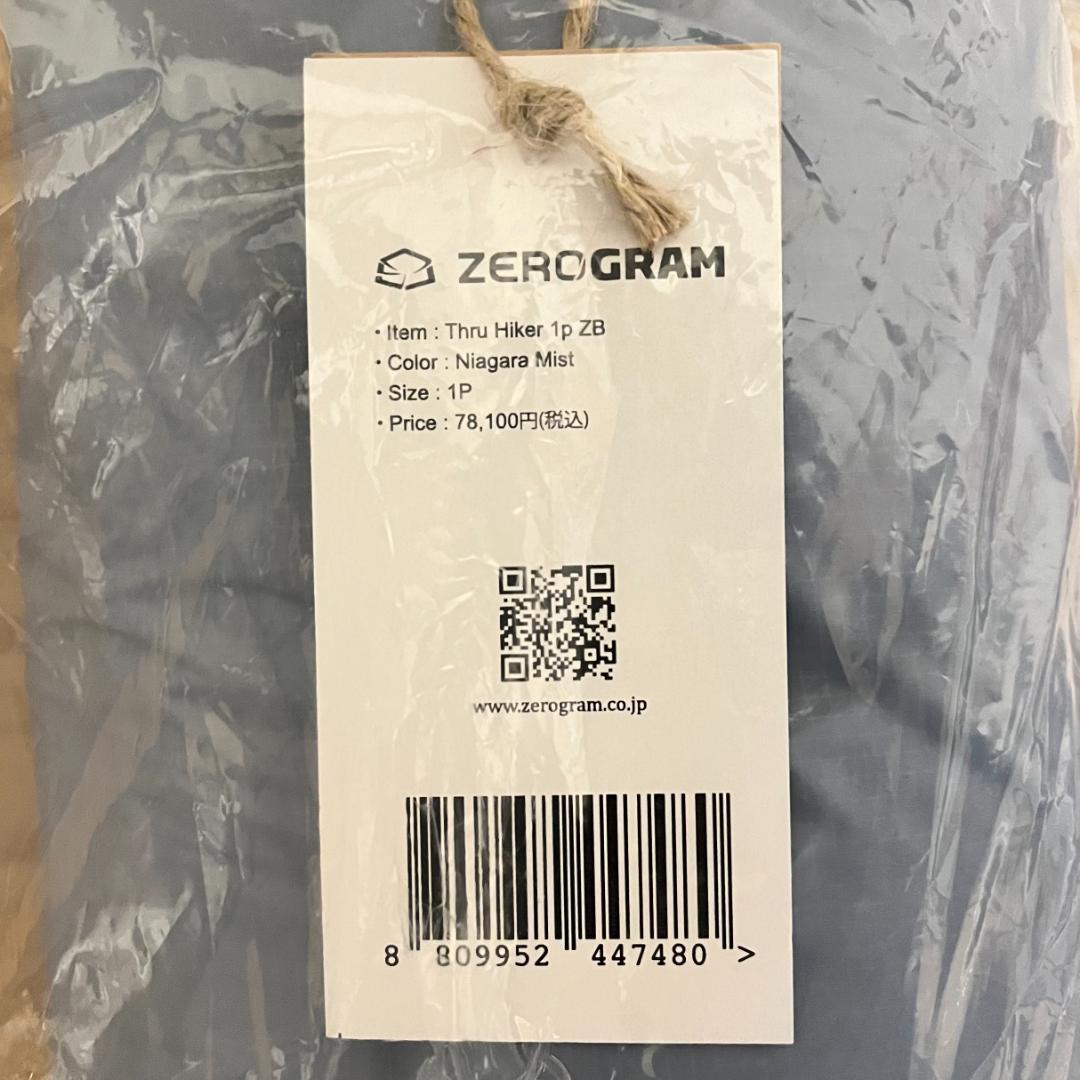 ZEROGRAM
・Item : Thru Hiker 1p ZB
・Color : Niagara Mist
・Size : 1P
・Price : 78,100円(税込)
www.zerogram.co.jp
8 809952 447480 >